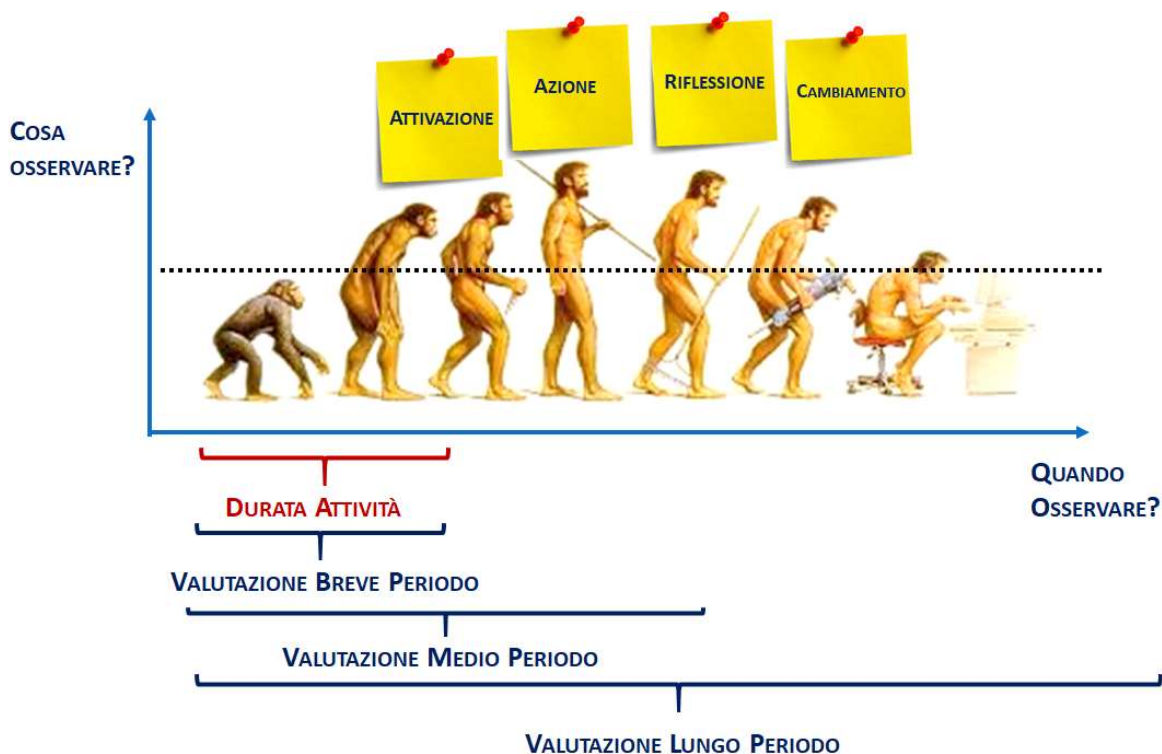 Attivazione
Azione
Riflessione
Cambiamento
Cosa
osservare?
Quando
Osservare?
Durata Attività
Valutazione Breve Periodo
Valutazione Medio Periodo
Valutazione Lungo Periodo